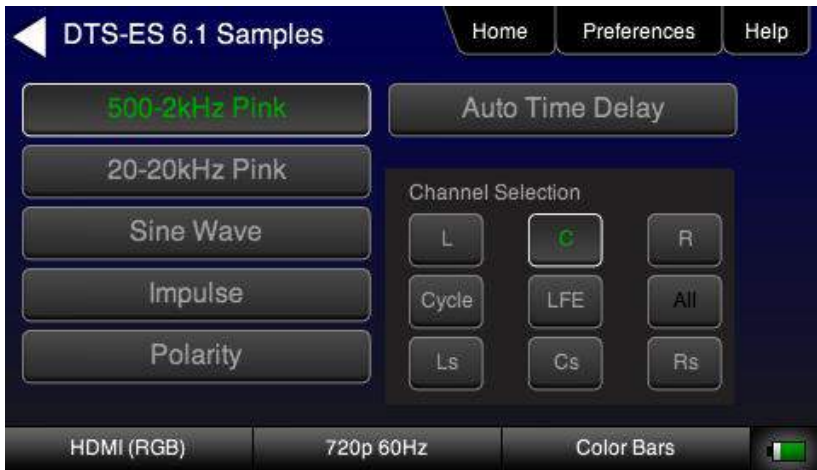 DTS-ES 6.1 Samples
Home
Preferences
Help
500-2kHz Pink
Auto Time Delay
20-20kHz Pink
Sine Wave
Impulse
Polarity
Channel Selection
L
C
R
Cycle
LFE
All
Ls
Cs
Rs
HDMI (RGB)
720p 60Hz
Color Bars